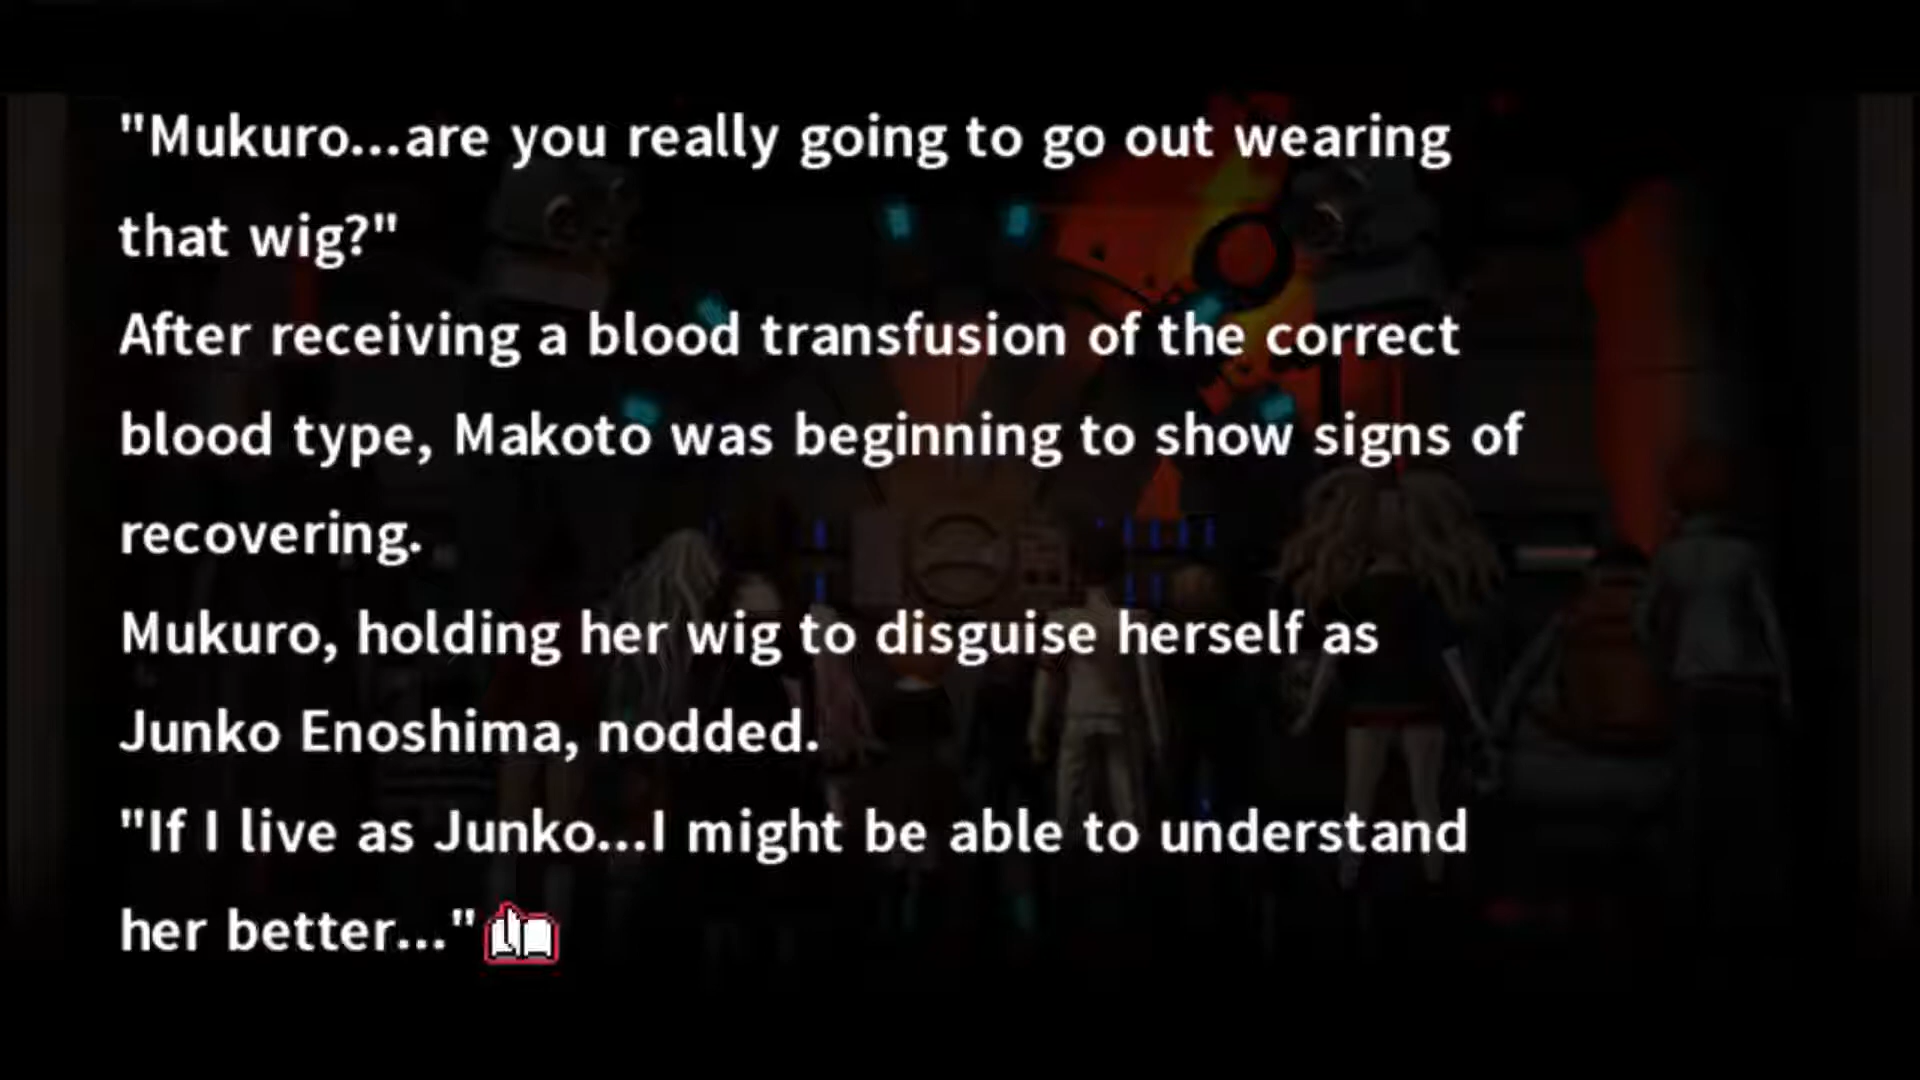 "Mukuro...are you really going to go out wearing
that wig?"
After receiving a blood transfusion of the correct
blood type, Makoto was beginning to show signs of
recovering.
Mukuro, holding her wig to disguise herself as
Junko Enoshima, nodded.
"If I live as Junko...I might be able to understand
her better..."